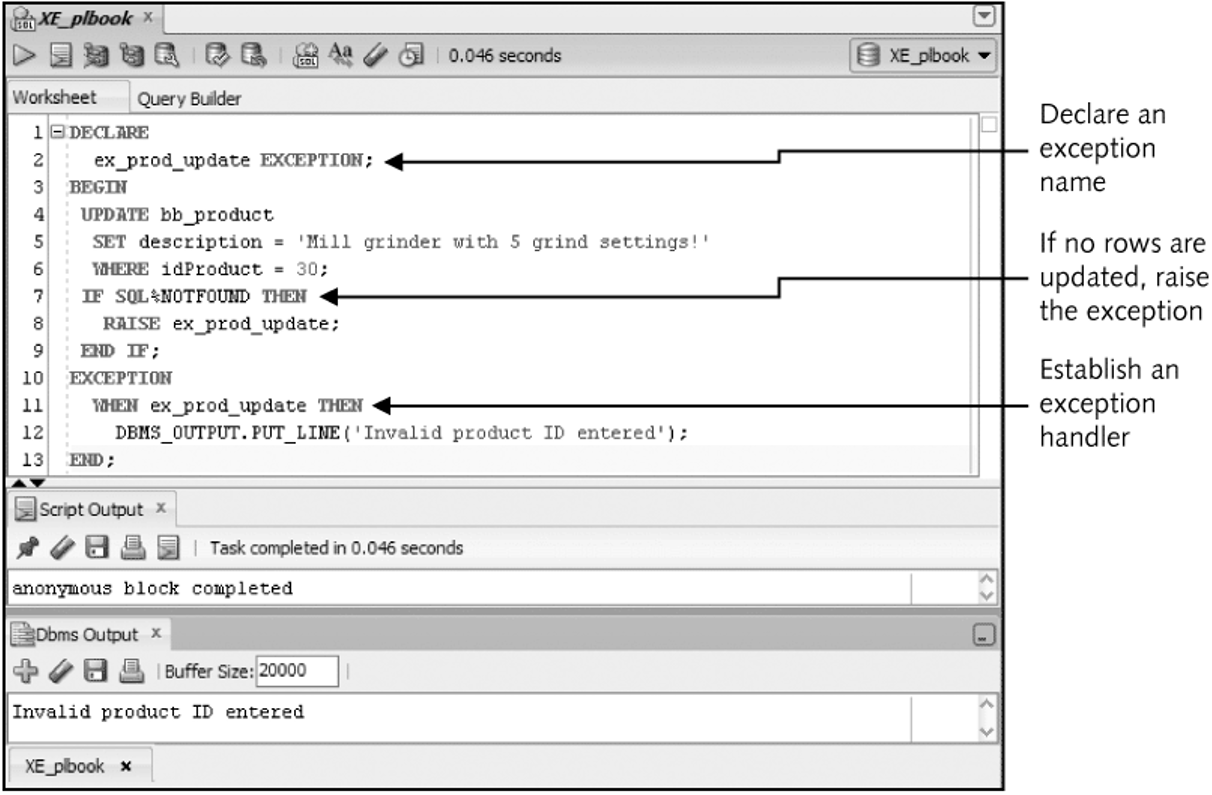 XE_plbook
0.046 seconds
XE_plbook
Worksheet Query Builder
1 DECLARE
2 ex_prod_update EXCEPTION;
3 BEGIN
4 UPDATE bb_product
5 SET description = 'Mill grinder with 5 grind settings!'
6 WHERE idProduct = 30;
7 IF SQL%NOTFOUND THEN
8 RAISE ex_prod_update;
9 END IF;
10 EXCEPTION
11 WHEN ex_prod_update THEN
12 DBMS_OUTPUT.PUT_LINE('Invalid product ID entered');
13 END;
Declare an
exception
name
If no rows are
updated, raise
the exception
Establish an
exception
handler
Script Output
Task completed in 0.046 seconds
anonymous block completed
Dbms Output
Buffer Size: 20000
Invalid product ID entered
XE_plbook